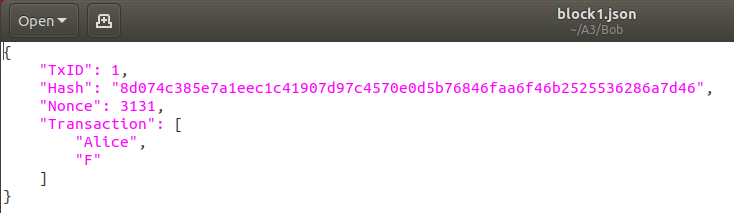 Open
block1.json
~/A3/Bob
{
"TxID": 1,
"Hash": "8d074c385e7a1eec1c41907d97c4570e0d5b76846faa6f46b2525536286a7d46",
"Nonce": 3131,
"Transaction": [
"Alice",
"F"
]
}